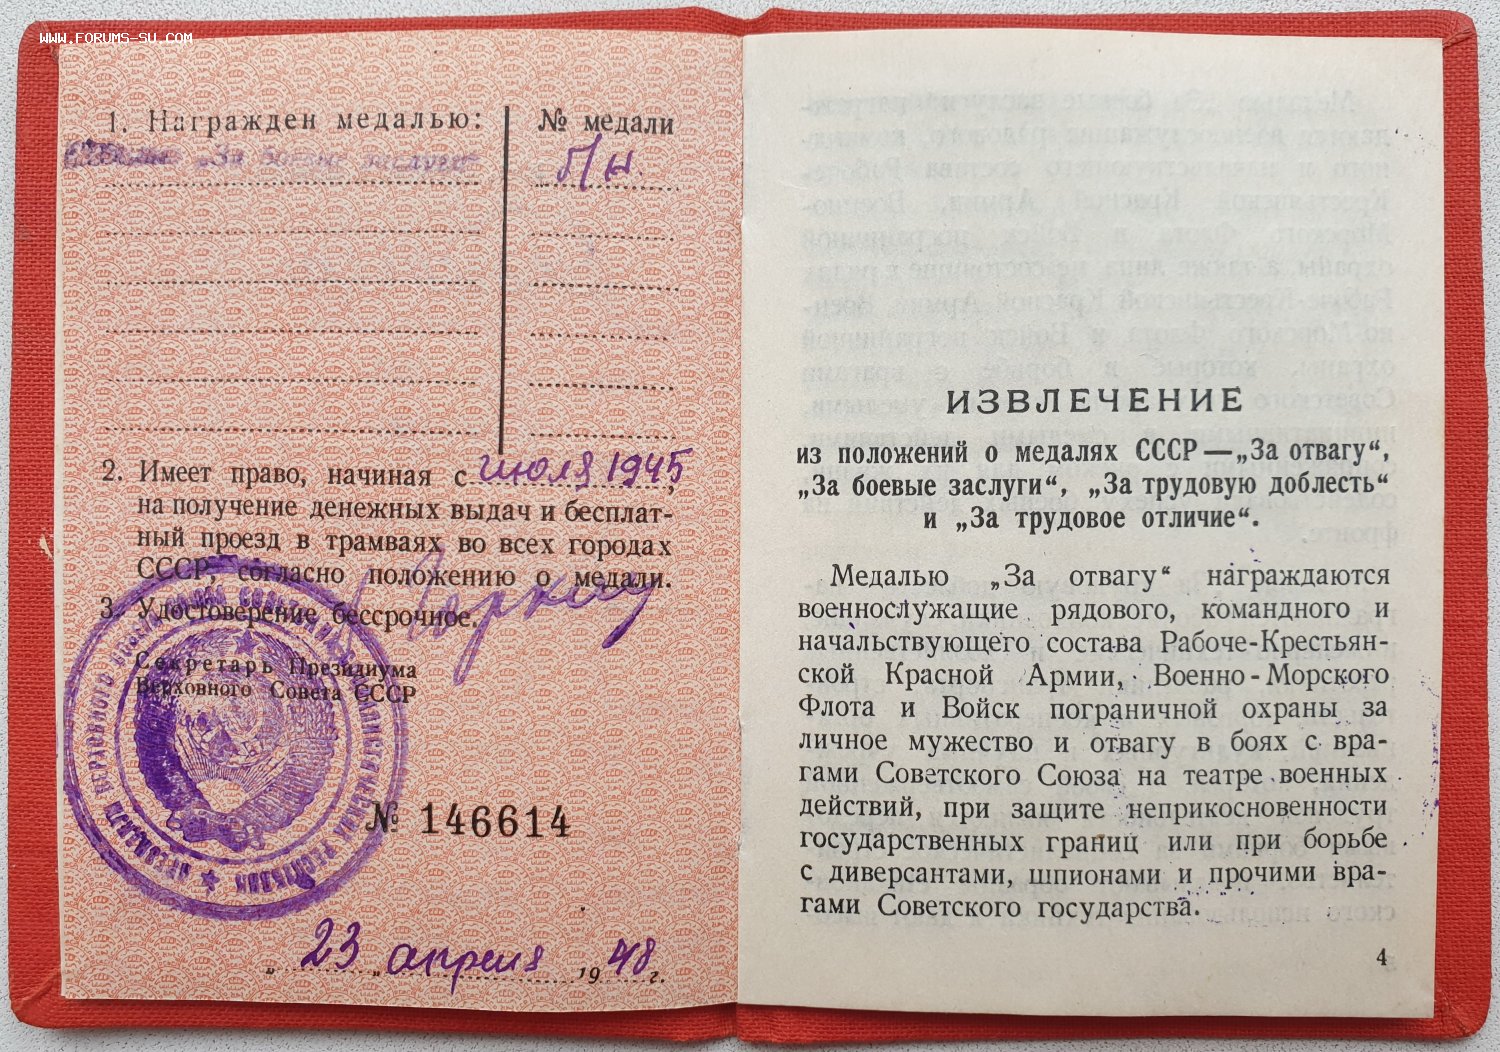 WWW.FORUMS-SU.COM
1. Награжден медалью:
№ медали
„За боевые заслуги“
б/н
2. Имеет право, начиная с июля 1945,
на получение денежных выдач и бесплат-
ный проезд в трамваях во всех городах
СССР, согласно положению о медали.
3. Удостоверение бессрочное.
Секретарь Президиума
Верховного Совета СССР
№ 146614
„23„ апреля 1948 г.
ИЗВЛЕЧЕНИЕ
из положений о медалях СССР—„За отвагу“,
„За боевые заслуги“, „За трудовую доблесть“
и „За трудовое отличие“.
Медалью „За отвагу“ награждаются
военнослужащие рядового, командного и
начальствующего состава Рабоче-Крестьян-
ской Красной Армии, Военно-Морского
Флота и Войск пограничной охраны за
личное мужество и отвагу в боях с вра-
гами Советского Союза на театре военных
действий, при защите неприкосновенности
государственных границ или при борьбе
с диверсантами, шпионами и прочими вра-
гами Советского государства.
4